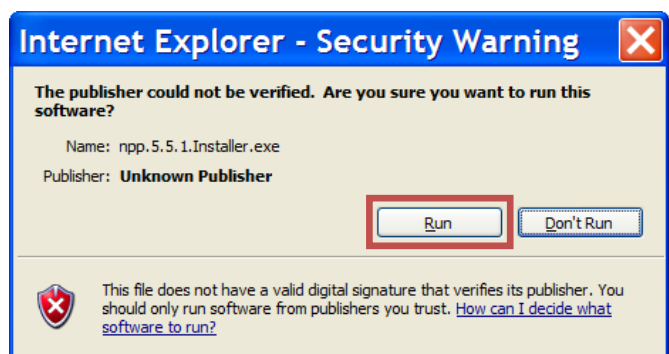 Internet Explorer - Security Warning
The publisher could not be verified.  Are you sure you want to run this
software?
Name: npp.5.5.1.Installer.exe
Publisher: Unknown Publisher
Run
Don't Run
This file does not have a valid digital signature that verifies its publisher. You
should only run software from publishers you trust. How can I decide what
software to run?